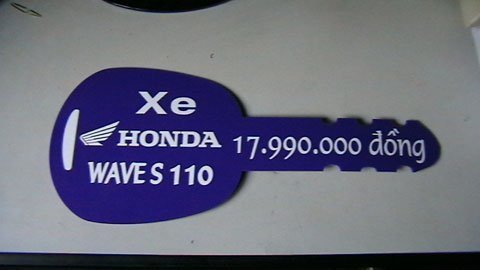 Xe
HONDA
WAVE S 110
17.990.000 đồng